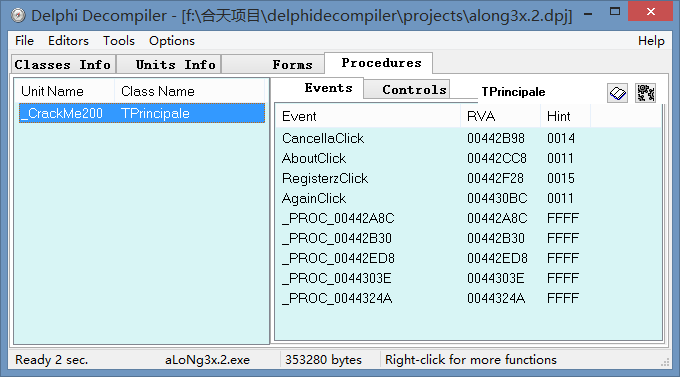 Delphi Decompiler - [f:\合天项目\delphidecompiler\projects\along3x.2.dpj]
File Editors Tools Options Help
Classes Info Units Info Forms Procedures
Events Controls TPrincipale
Unit Name Class Name
_CrackMe200 TPrincipale
Event RVA Hint
CancellaClick 00442B98 0014
AboutClick 00442CC8 0011
RegisterzClick 00442F28 0015
AgainClick 004430BC 0011
_PROC_00442A8C 00442A8C FFFF
_PROC_00442B30 00442B30 FFFF
_PROC_00442ED8 00442ED8 FFFF
_PROC_0044303E 0044303E FFFF
_PROC_0044324A 0044324A FFFF
Ready 2 sec. aLoNg3x.2.exe 353280 bytes Right-click for more functions